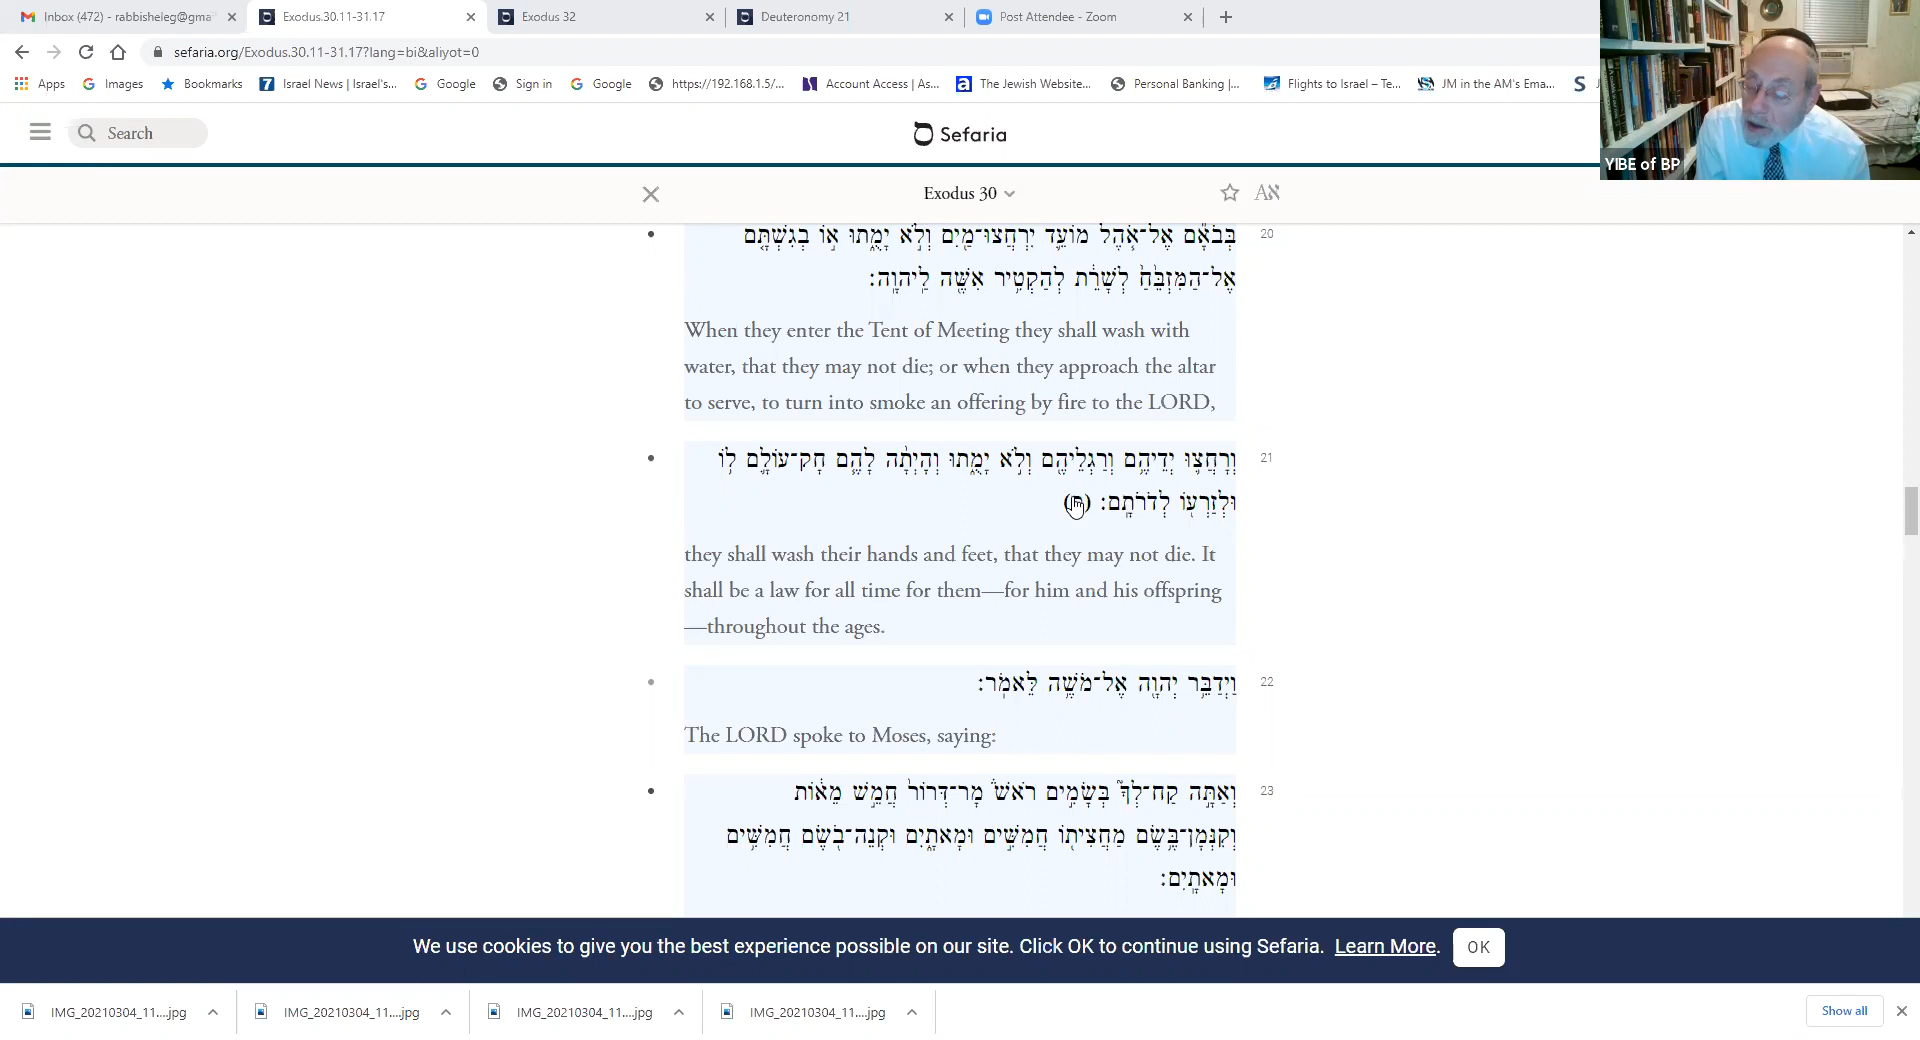 Inbox (472) - rabbisheleg@gma
Exodus.30.11-31.17
Exodus 32
Deuteronomy 21
Post Attendee - Zoom
sefaria.org/Exodus.30.11-31.17?lang=bi&aliyot=0
Apps
Images
Bookmarks
Israel News | Israel's...
Google
Sign in
Google
https://192.168.1.5/...
Account Access | As...
The Jewish Website...
Personal Banking |...
Flights to Israel – Te...
JM in the AM's Ema...
YIBE of BP
Search
Sefaria
Exodus 30
20
בְּבֹאָ֞ם אֶל־אֹ֧הֶל מוֹעֵ֛ד יִרְחֲצוּ־מַ֖יִם וְלֹ֣א יָמֻ֑תוּ א֣וֹ בְגִשְׁתָּ֤ם
אֶל־הַמִּזְבֵּ֙חַ֙ לְשָׁרֵ֔ת לְהַקְטִ֥יר אִשֶּׁ֖ה לַֽיהוָֽה׃
When they enter the Tent of Meeting they shall wash with
water, that they may not die; or when they approach the altar
to serve, to turn into smoke an offering by fire to the LORD,
21
וְרָחֲצ֛וּ יְדֵיהֶ֥ם וְרַגְלֵיהֶ֖ם וְלֹ֣א יָמֻ֑תוּ וְהָיְתָ֨ה לָהֶ֧ם חָק־עוֹלָ֛ם ל֥וֹ
וּלְזַרְע֖וֹ לְדֹרֹתָֽם׃
they shall wash their hands and feet, that they may not die. It
shall be a law for all time for them—for him and his offspring
—throughout the ages.
22
וַיְדַבֵּ֥ר יְהוָ֖ה אֶל־מֹשֶׁ֥ה לֵּאמֹֽר׃
The LORD spoke to Moses, saying:
23
וְאַתָּ֣ה קַח־לְךָ֮ בְּשָׂמִ֣ים רֹאשׁ֒ מָר־דְּרוֹר֙ חֲמֵ֣שׁ מֵא֔וֹת
וְקִנְּמָן־בֶּ֥שֶׂם מַחֲצִית֖וֹ חֲמִשִּׁ֣ים וּמָאתָ֑יִם וּקְנֵה־בֹ֖שֶׂם חֲמִשִּׁ֥ים
וּמָאתָֽיִם׃
We use cookies to give you the best experience possible on our site. Click OK to continue using Sefaria. Learn More.
OK
IMG_20210304_11....jpg
IMG_20210304_11....jpg
IMG_20210304_11....jpg
IMG_20210304_11....jpg
Show all